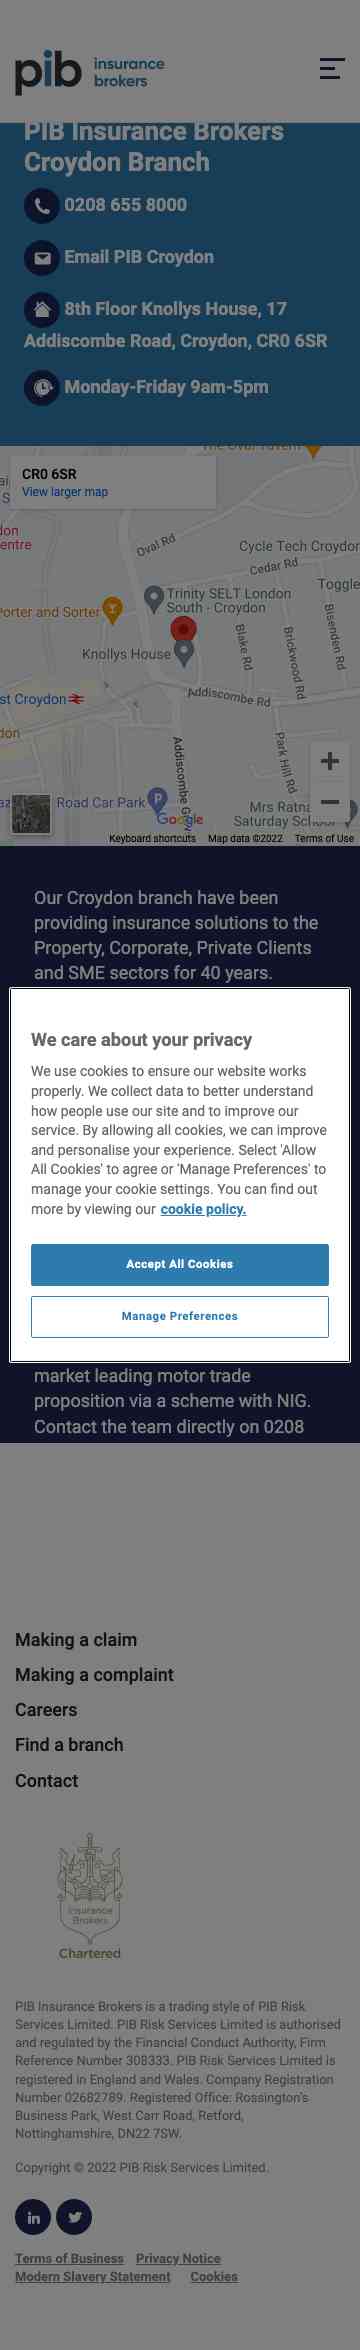 pib insurance
brokers
PIB Insurance Brokers
Croydon Branch
0208 655 8000
Email PIB Croydon
8th Floor Knollys House, 17
Addiscombe Road, Croydon, CR0 6SR
Monday-Friday 9am-5pm
The Oval Tavern
CR0 6SR
View larger map
Oval Rd
Cycle Tech Croydon
Cedar Rd
Toggle
Trinity SELT London
South - Croydon
Porter and Sorter
Knollys House
Blake Rd
Brickwood Rd
Bisenden Rd
st Croydon
Addiscombe Rd
don
Addiscombe Gr
Park Hill Rd
Road Car Park
P
Google
Mrs Ratna
Saturday School
Keyboard shortcuts Map data ©2022 Terms of Use
Our Croydon branch have been
providing insurance solutions to the
Property, Corporate, Private Clients
and SME sectors for 40 years.
We care about your privacy
We use cookies to ensure our website works
properly. We collect data to better understand
how people use our site and to improve our
service. By allowing all cookies, we can improve
and personalise your experience. Select 'Allow
All Cookies' to agree or 'Manage Preferences' to
manage your cookie settings. You can find out
more by viewing our cookie policy.
Accept All Cookies
Manage Preferences
market leading motor trade
proposition via a scheme with NIG.
Contact the team directly on 0208
Making a claim
Making a complaint
Careers
Find a branch
Contact
Insurance
Brokers
Chartered
PIB Insurance Brokers is a trading style of PIB Risk
Services Limited. PIB Risk Services Limited is authorised
and regulated by the Financial Conduct Authority, Firm
Reference Number 308333. PIB Risk Services Limited is
registered in England and Wales. Company Registration
Number 02682789. Registered Office: Rossington's
Business Park, West Carr Road, Retford,
Nottinghamshire, DN22 7SW.
Copyright © 2022 PIB Risk Services Limited.
in
Terms of Business Privacy Notice
Modern Slavery Statement Cookies